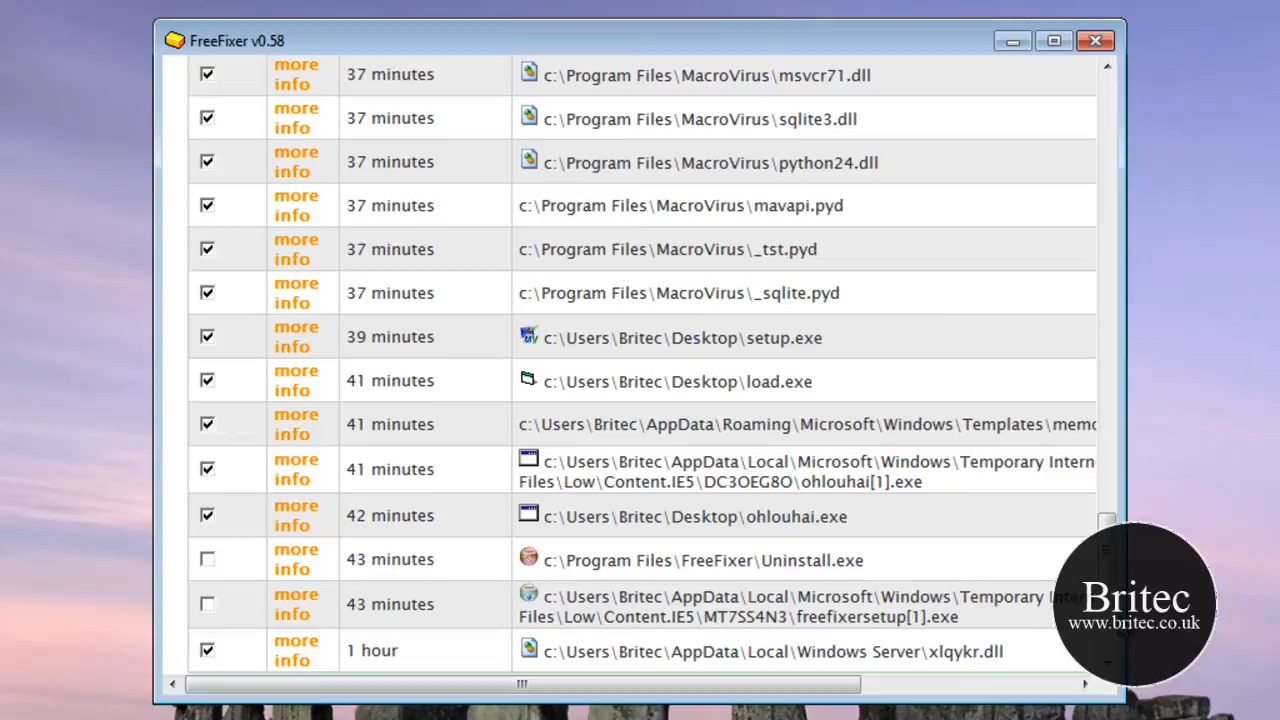 FreeFixer v0.58
more info 37 minutes c:\Program Files\MacroVirus\msvcr71.dll
more info 37 minutes c:\Program Files\MacroVirus\sqlite3.dll
more info 37 minutes c:\Program Files\MacroVirus\python24.dll
more info 37 minutes c:\Program Files\MacroVirus\mavapi.pyd
more info 37 minutes c:\Program Files\MacroVirus\_tst.pyd
more info 37 minutes c:\Program Files\MacroVirus\_sqlite.pyd
more info 39 minutes c:\Users\Britec\Desktop\setup.exe
more info 41 minutes c:\Users\Britec\Desktop\load.exe
more info 41 minutes c:\Users\Britec\AppData\Roaming\Microsoft\Windows\Templates\memo
more info 41 minutes c:\Users\Britec\AppData\Local\Microsoft\Windows\Temporary Intern
Files\Low\Content.IE5\DC3OEG8O\ohlouhai[1].exe
more info 42 minutes c:\Users\Britec\Desktop\ohlouhai.exe
more info 43 minutes c:\Program Files\FreeFixer\Uninstall.exe
more info 43 minutes c:\Users\Britec\AppData\Local\Microsoft\Windows\Temporary
Files\Low\Content.IE5\MT7SS4N3\freefixersetup[1].exe
more info 1 hour c:\Users\Britec\AppData\Local\Windows Server\xlqykr.dll
Britec
www.britec.co.uk